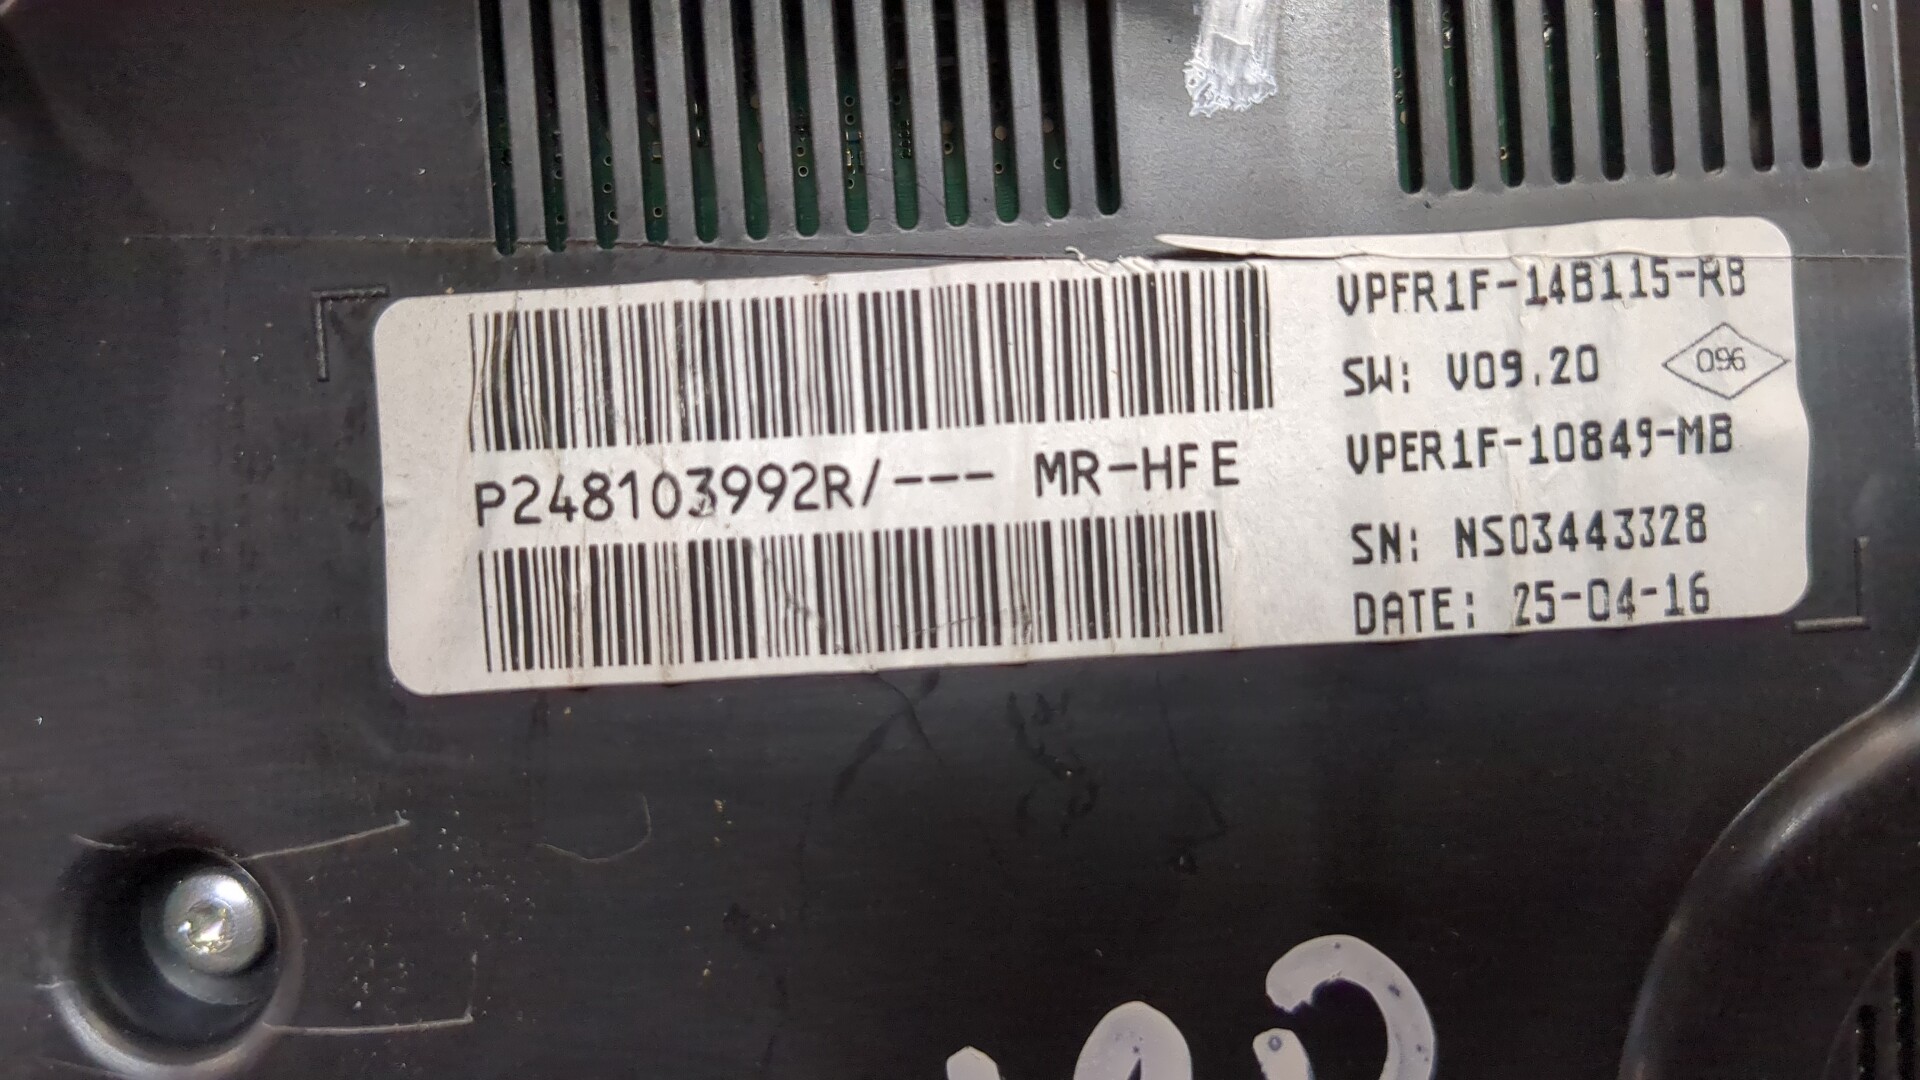 VPFR1F-14B115-RB
SW: V09.20
096
VPER1F-10849-MB
P248103992R/--- MR-HFE
SN: NS03443328
DATE: 25-04-16